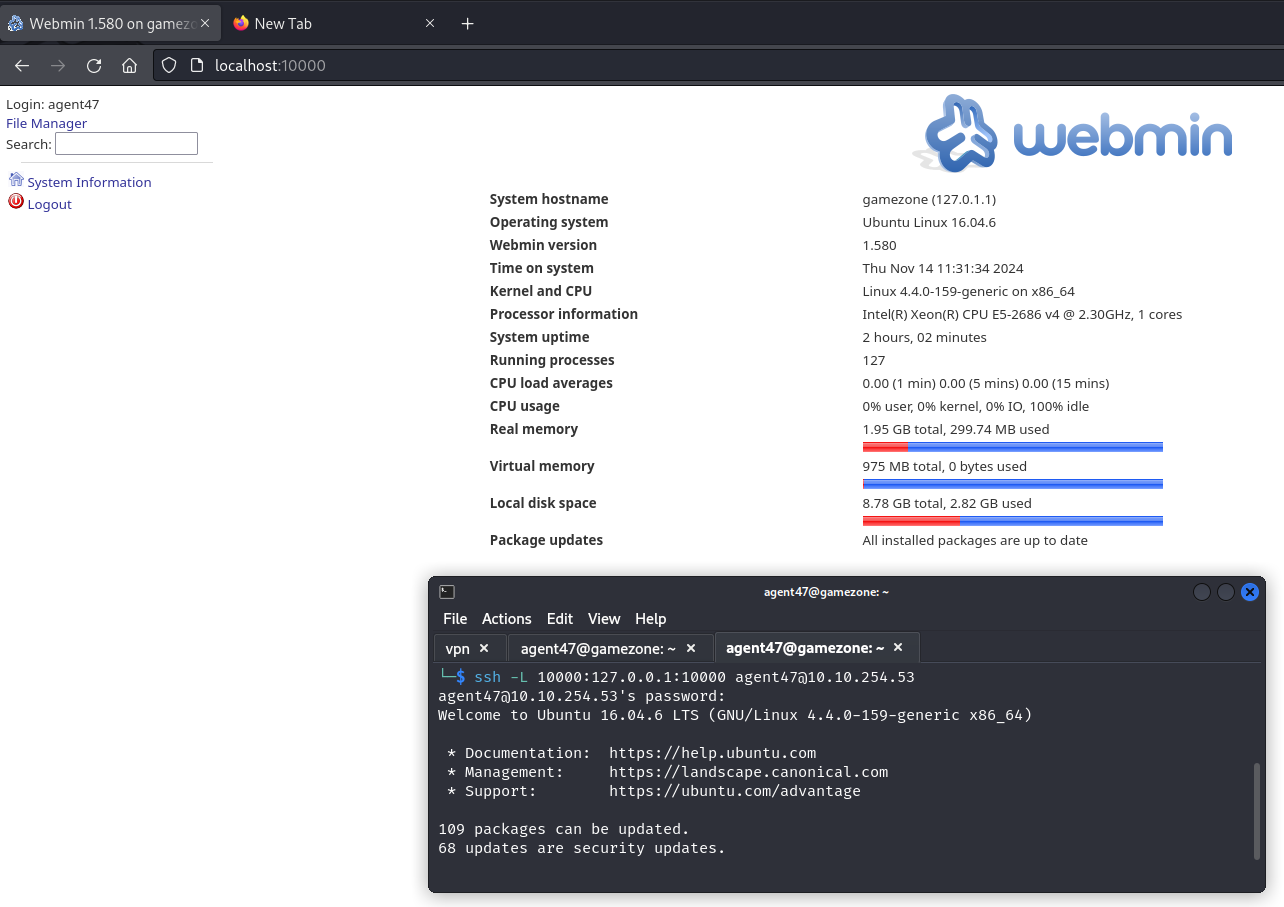 Webmin 1.580 on gamezo
New Tab
localhost:10000
Login: agent47
File Manager
Search:
System Information
Logout
webmin
System hostname gamezone (127.0.1.1)
Operating system Ubuntu Linux 16.04.6
Webmin version 1.580
Time on system Thu Nov 14 11:31:34 2024
Kernel and CPU Linux 4.4.0-159-generic on x86_64
Processor information Intel(R) Xeon(R) CPU E5-2686 v4 @ 2.30GHz, 1 cores
System uptime 2 hours, 02 minutes
Running processes 127
CPU load averages 0.00 (1 min) 0.00 (5 mins) 0.00 (15 mins)
CPU usage 0% user, 0% kernel, 0% IO, 100% idle
Real memory 1.95 GB total, 299.74 MB used
Virtual memory 975 MB total, 0 bytes used
Local disk space 8.78 GB total, 2.82 GB used
Package updates All installed packages are up to date
agent47@gamezone: ~
File Actions Edit View Help
vpn agent47@gamezone: ~ agent47@gamezone: ~
└─$ ssh -L 10000:127.0.0.1:10000 agent47@10.10.254.53
agent47@10.10.254.53's password:
Welcome to Ubuntu 16.04.6 LTS (GNU/Linux 4.4.0-159-generic x86_64)
* Documentation: https://help.ubuntu.com
* Management: https://landscape.canonical.com
* Support: https://ubuntu.com/advantage
109 packages can be updated.
68 updates are security updates.